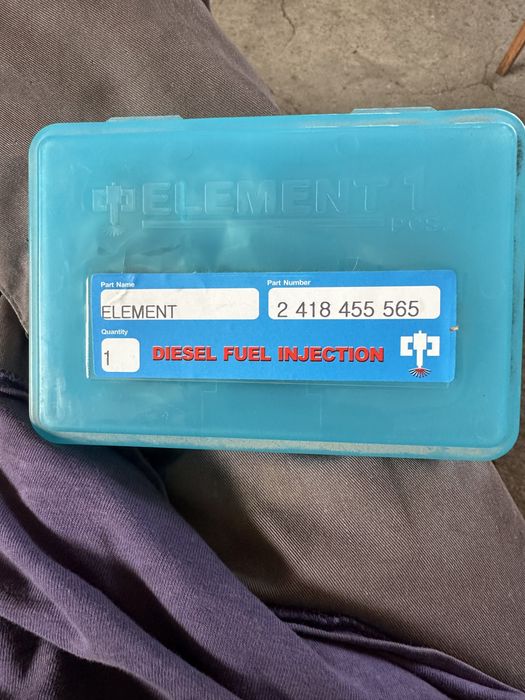 ELEMENT 1
PCS.
Part Name
Part Number
ELEMENT
2 418 455 565
Quantity
1
DIESEL FUEL INJECTION